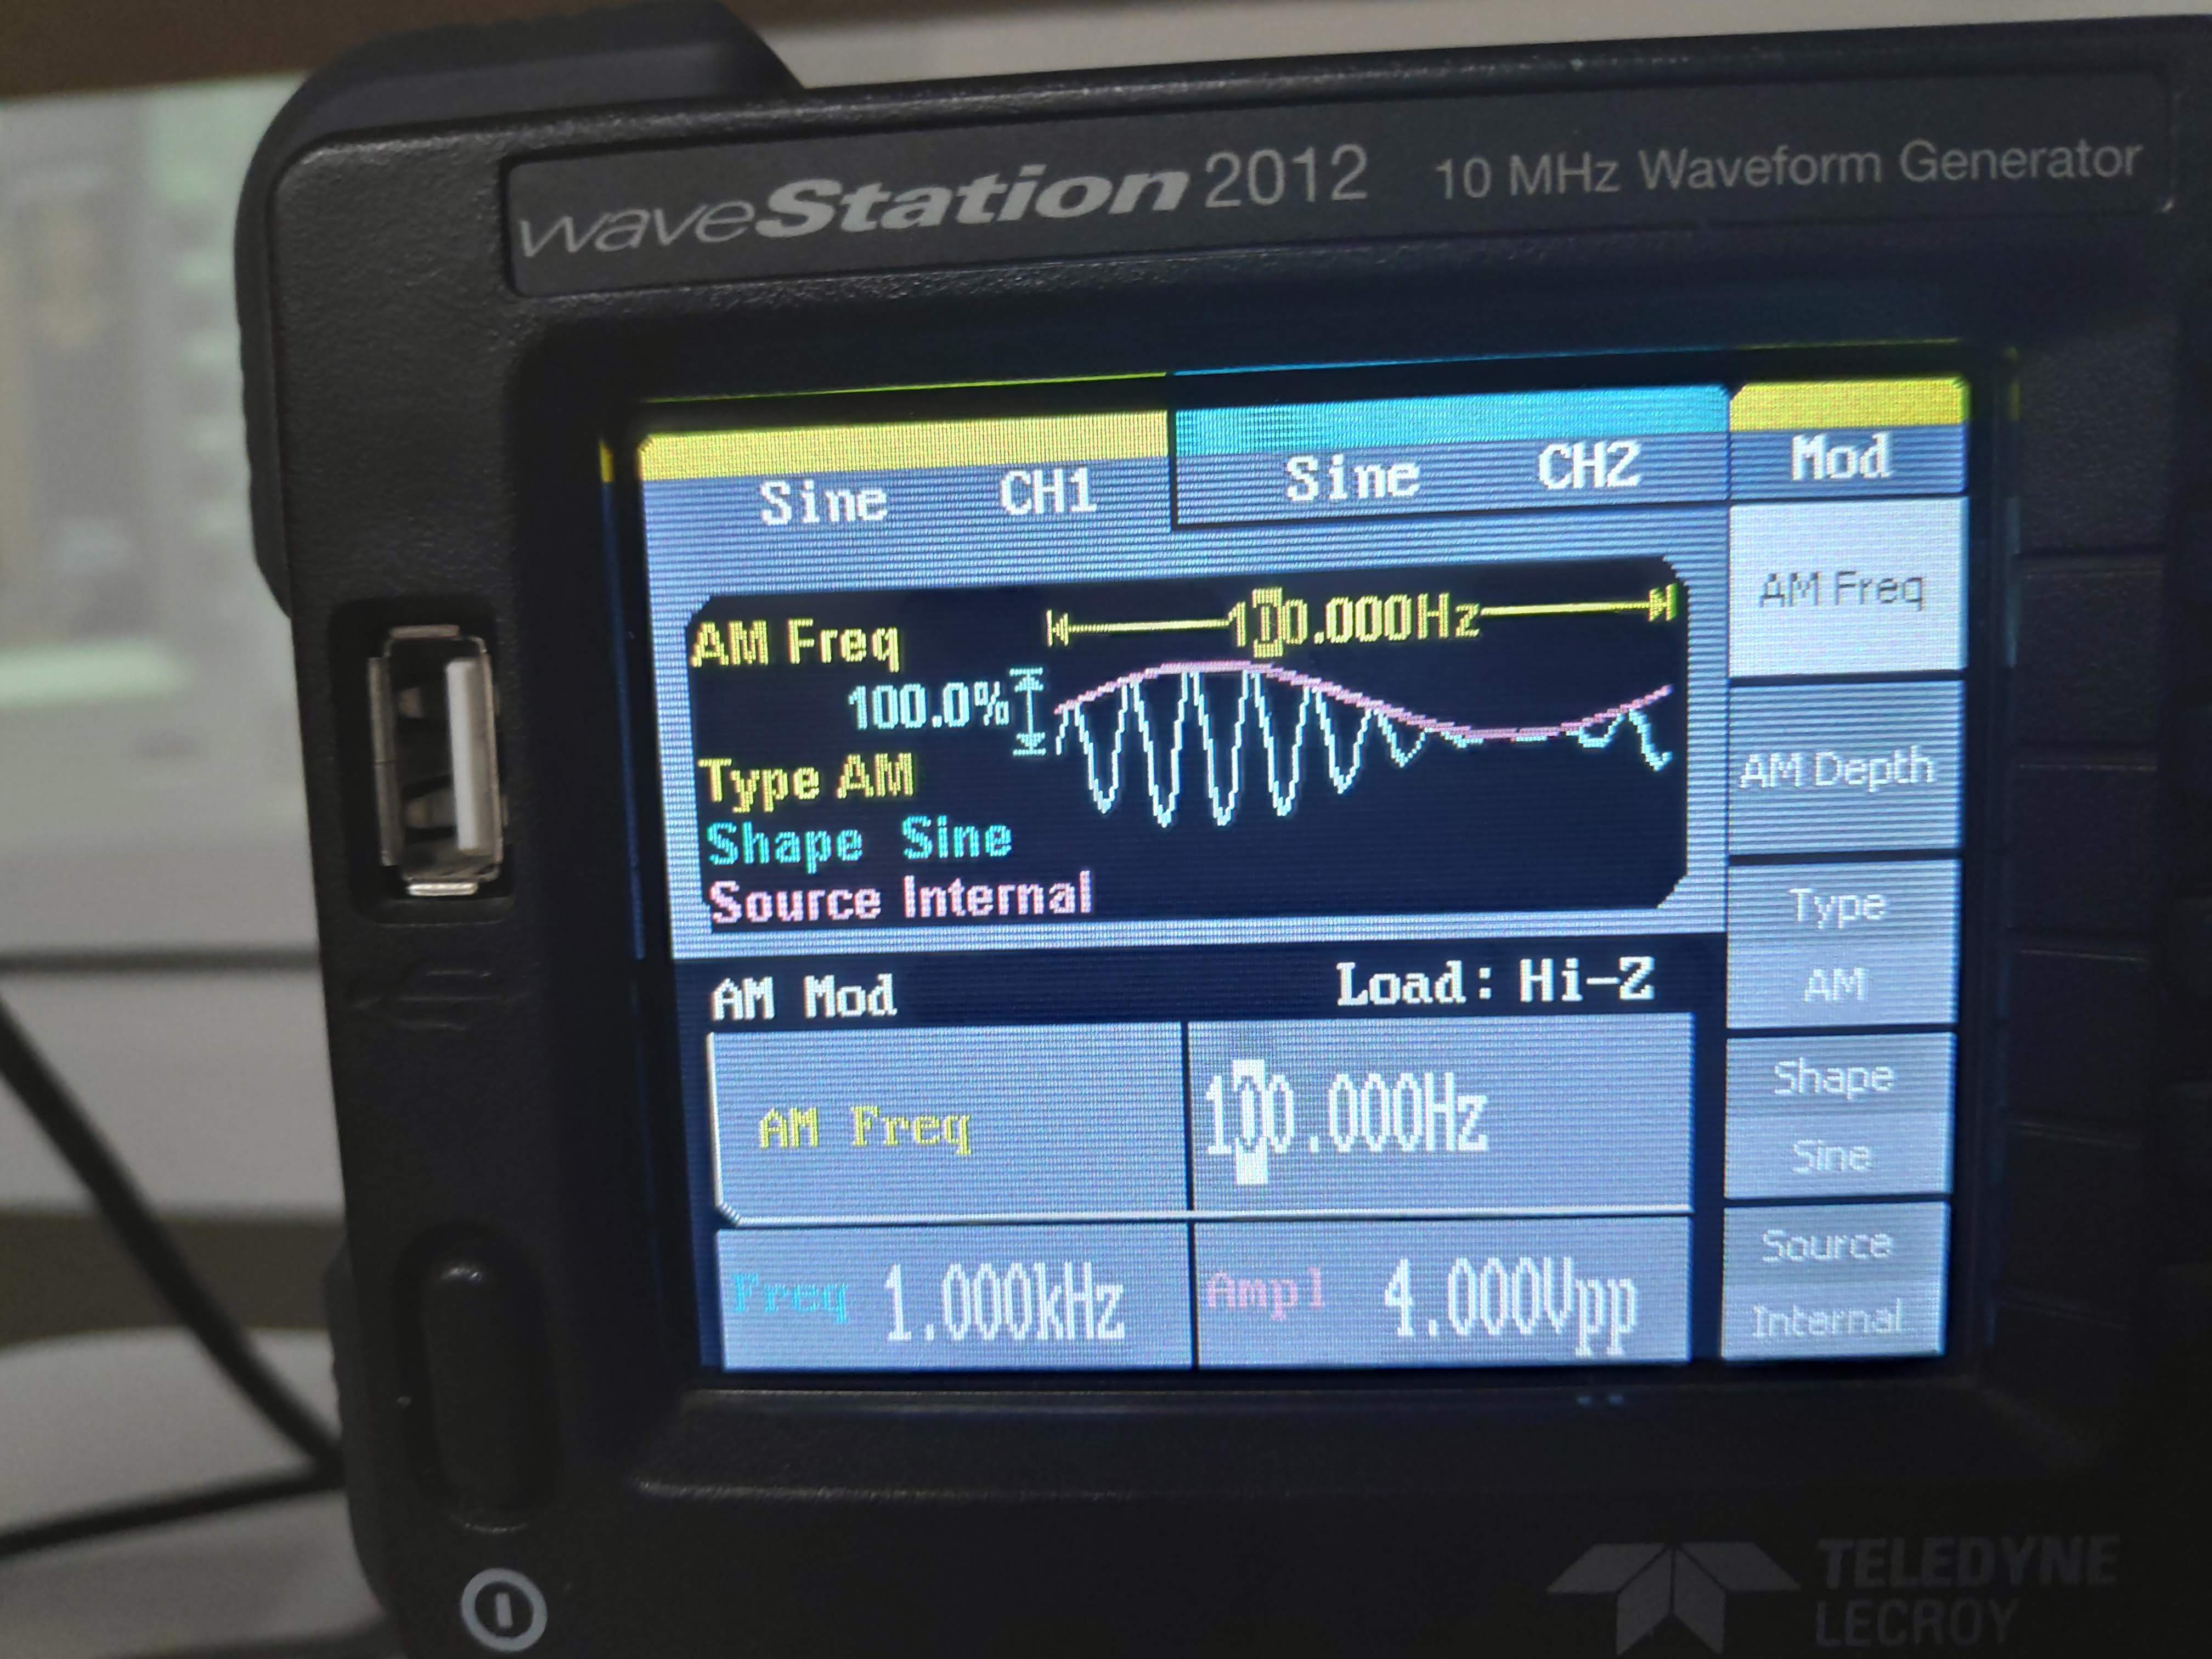 waveStation 2012 10 MHz Waveform Generator
Sine CH1 Sine CH2 Mod
AM Freq 100.000Hz
100.0%
Type AM
Shape Sine
Source Internal
AM Mod Load: Hi-Z
AM Freq 100.000Hz
Freq 1.000kHz Ampl 4.000Vpp
AM Freq
AM Depth
Type
AM
Shape
Sine
Source
Internal
TELEDYNE
LECROY